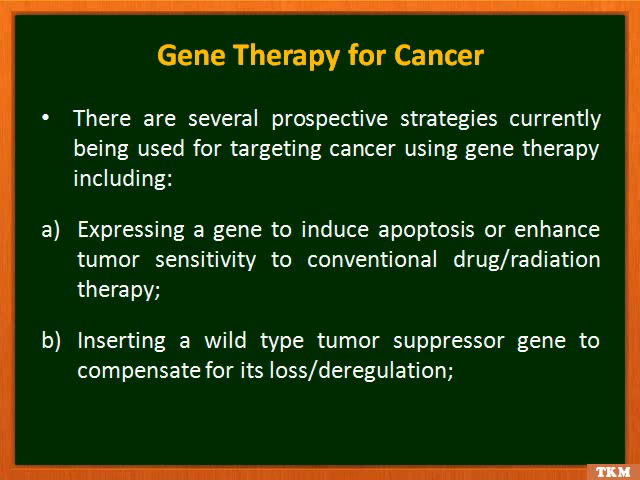 Gene Therapy for Cancer
• There are several prospective strategies currently
being used for targeting cancer using gene therapy
including:
a) Expressing a gene to induce apoptosis or enhance
tumor sensitivity to conventional drug/radiation
therapy;
b) Inserting a wild type tumor suppressor gene to
compensate for its loss/deregulation;
TKM